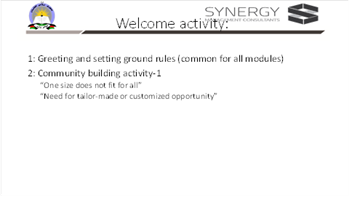 SYNERGY
MANAGEMENT CONSULTANTS
Welcome activity:
1: Greeting and setting ground rules (common for all modules)
2: Community building activity-1
"One size does not fit for all"
"Need for tailor-made or customized opportunity"